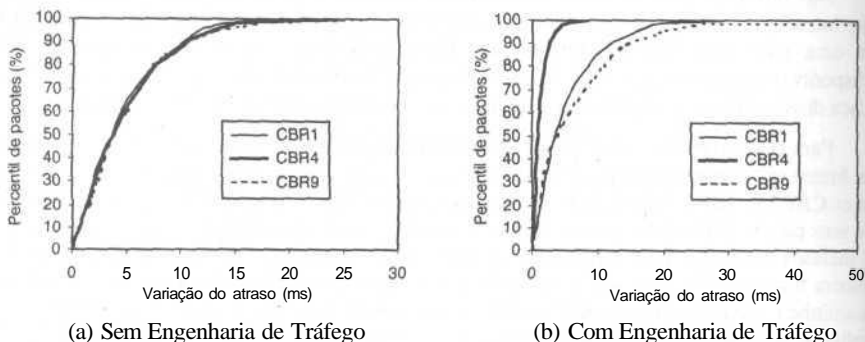 100
90
80
70
60
50
40
30
20
10
0
Percentil de pacotes (%)
CBR1
CBR4
CBR9
0 5 10 15 20 25 30
Variação do atraso (ms)
(a) Sem Engenharia de Tráfego
100
90
80
70
60
50
40
30
20
10
0
Percentil de pacotes (%)
CBR1
CBR4
CBR9
0 10 20 30 40 50
Variação do atraso (ms)
(b) Com Engenharia de Tráfego